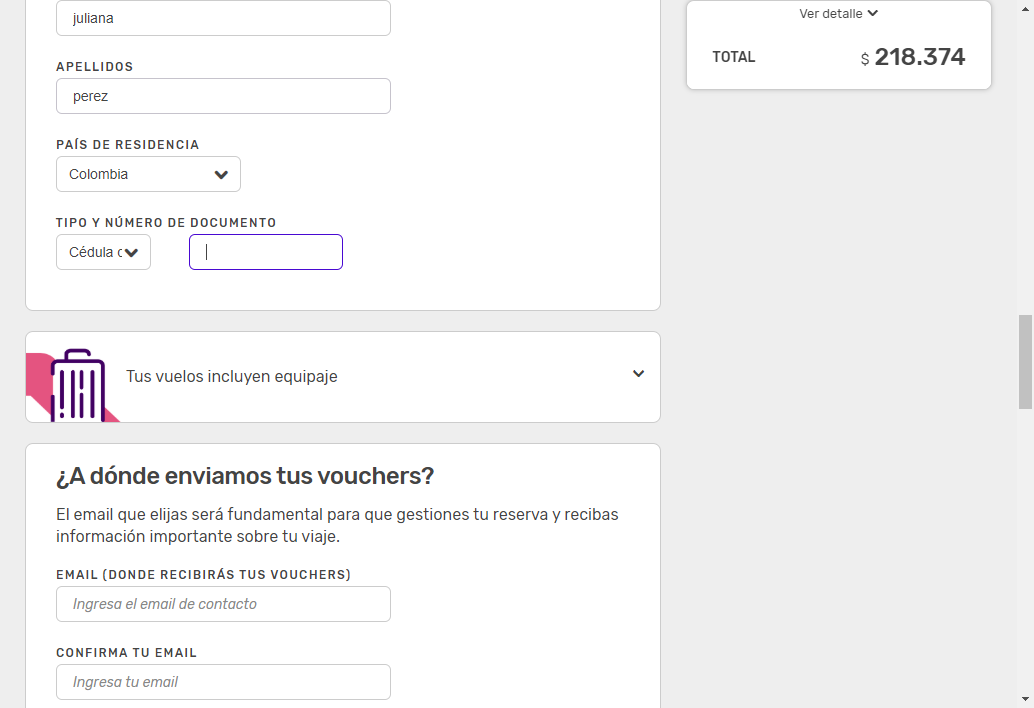 juliana
APELLIDOS
perez
PAÍS DE RESIDENCIA
Colombia
TIPO Y NÚMERO DE DOCUMENTO
Cédula
Tus vuelos incluyen equipaje
¿A dónde enviamos tus vouchers?
El email que elijas será fundamental para que gestiones tu reserva y recibas
información importante sobre tu viaje.
EMAIL (DONDE RECIBIRÁS TUS VOUCHERS)
Ingresa el email de contacto
CONFIRMA TU EMAIL
Ingresa tu email
Ver detalle
TOTAL $ 218.374